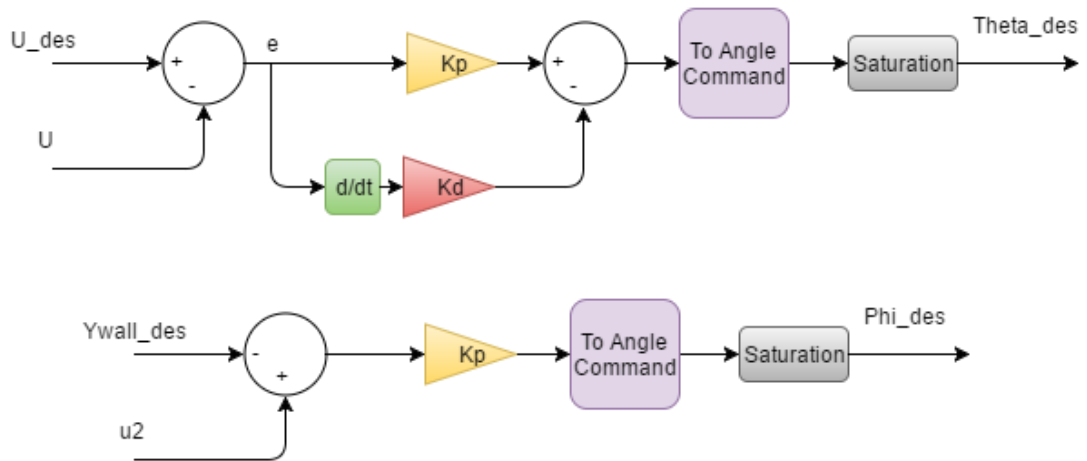 U_des
+
-
U
e
Kp
d/dt
Kd
+
-
To Angle
Command
Saturation
Theta_des
Ywall_des
-
+
u2
Kp
To Angle
Command
Saturation
Phi_des